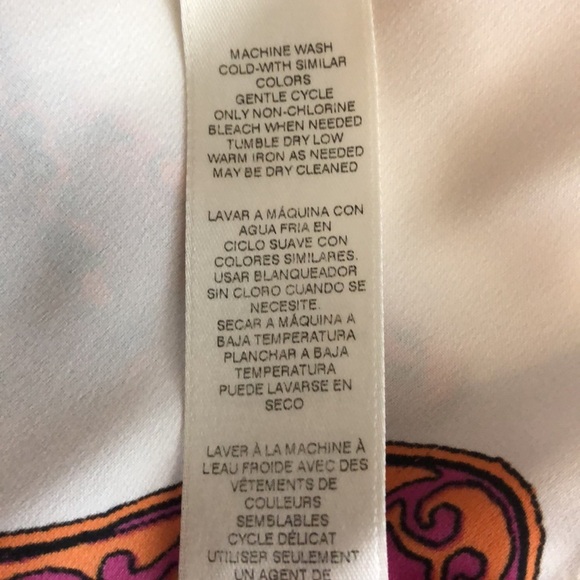 MACHINE WASH
COLD-WITH SIMILAR
COLORS
GENTLE CYCLE
ONLY NON-CHLORINE
BLEACH WHEN NEEDED
TUMBLE DRY LOW
WARM IRON AS NEEDED
MAY BE DRY CLEANED
LAVAR A MÁQUINA CON
AGUA FRIA EN
CICLO SUAVE CON
COLORES SIMILARES.
USAR BLANQUEADOR
SIN CLORO CUANDO SE
NECESITE.
SECAR A MÁQUINA A
BAJA TEMPERATURA
PLANCHAR A BAJA
TEMPERATURA
PUEDE LAVARSE EN
SECO
LAVER À LA MACHINE À
L'EAU FROIDE AVEC DES
VÊTEMENTS DE
COULEURS
SEMBLABLES
CYCLE DÉLICAT
UTILISER SEULEMENT
UN AGENT DE